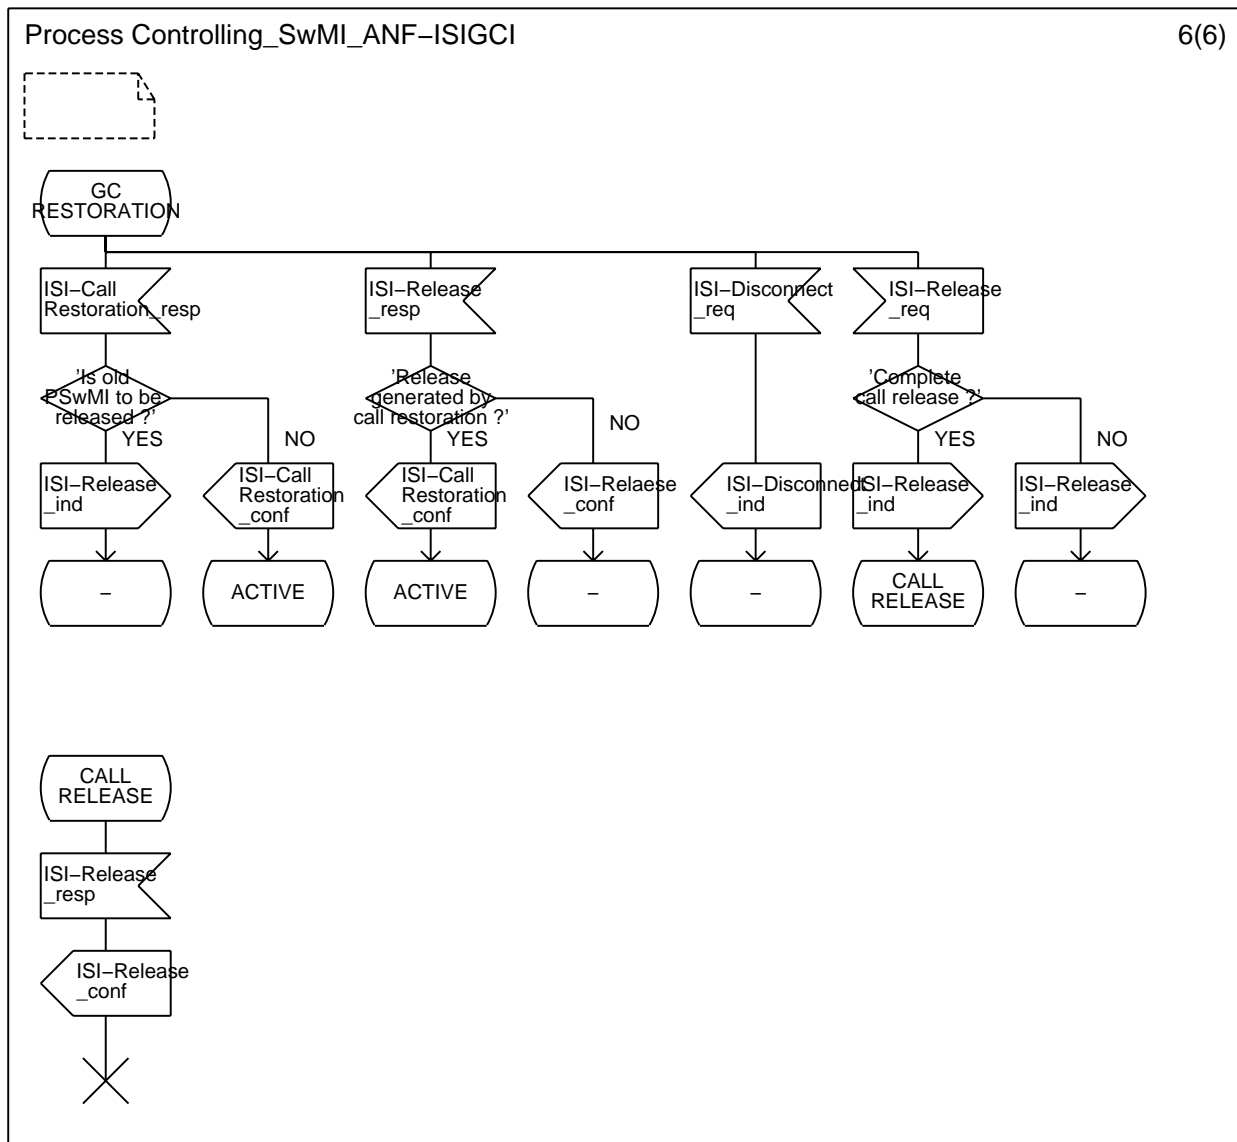 Process Controlling_SwMI_ANF−ISIGCI
6(6)
GC
RESTORATION
ISI−Call
Restoration_resp
ISI−Release
_resp
ISI−Disconnect
_req
ISI−Release
_req
'Is old
PSwMI to be
released ?'
'Release
generated by
call restoration ?'
'Complete
call release ?'
YES
NO
YES
NO
YES
NO
ISI−Release
_ind
ISI−Call
Restoration
_conf
ISI−Call
Restoration
_conf
ISI−Relaese
_conf
ISI−Disconnect
_ind
ISI−Release
_ind
ISI−Release
_ind
−
ACTIVE
ACTIVE
−
−
CALL
RELEASE
−
CALL
RELEASE
ISI−Release
_resp
ISI−Release
_conf